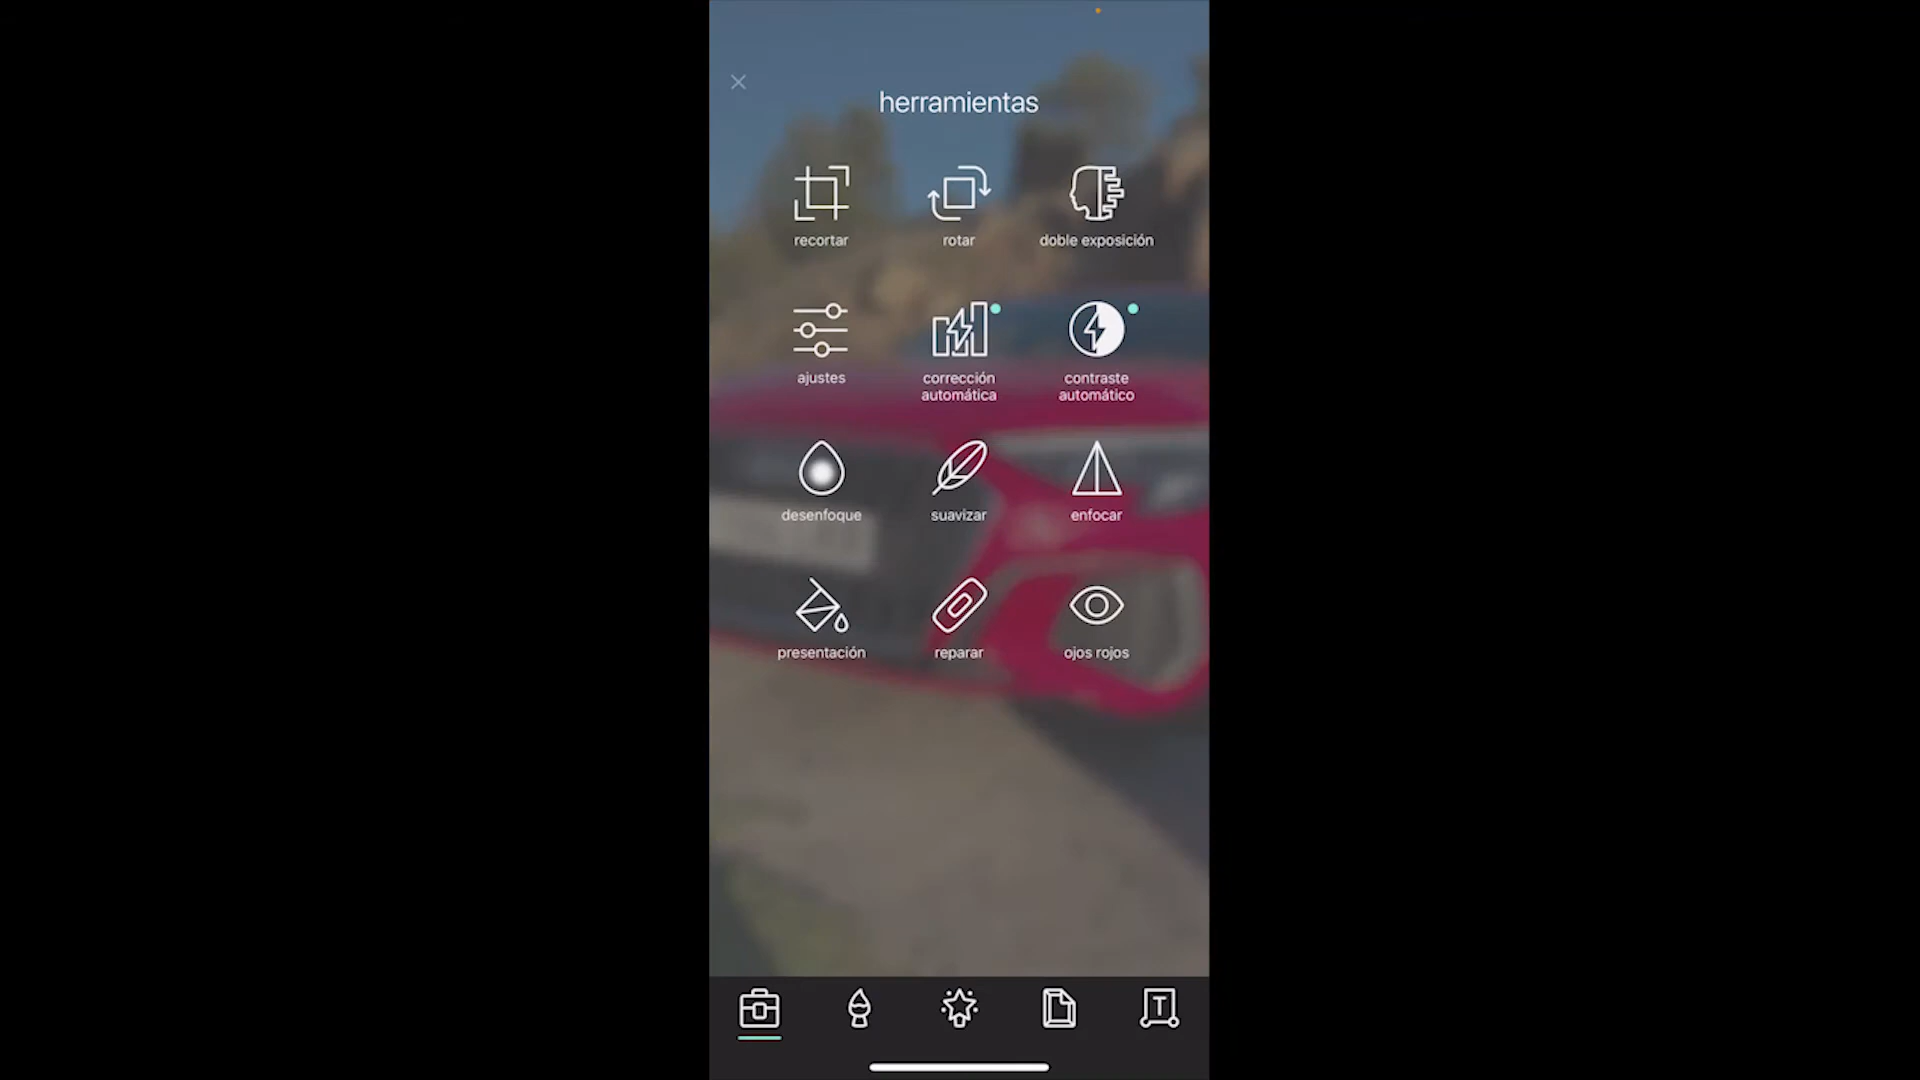 herramientas
recortar
rotar
doble exposición
ajustes
corrección
automática
contraste
automático
desenfoque
suavizar
enfocar
presentación
reparar
ojos rojos
T